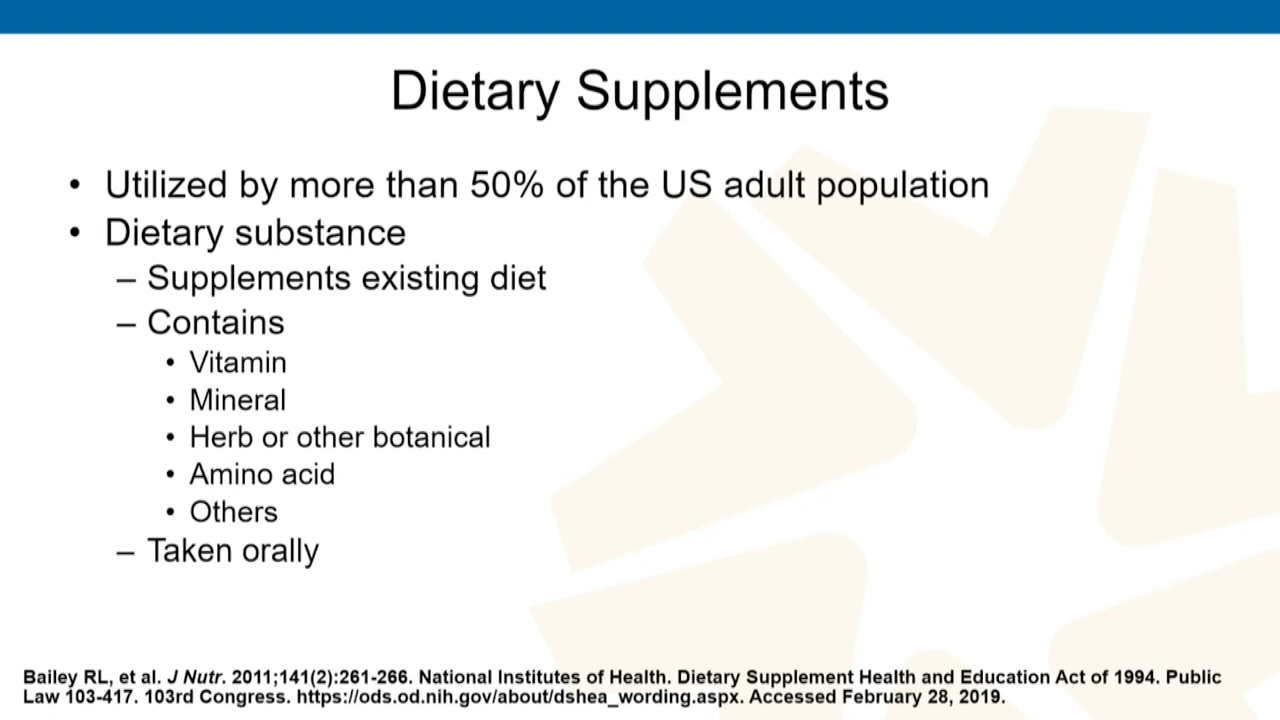 Dietary Supplements
• Utilized by more than 50% of the US adult population
• Dietary substance
– Supplements existing diet
– Contains
• Vitamin
• Mineral
• Herb or other botanical
• Amino acid
• Others
– Taken orally
Bailey RL, et al. J Nutr. 2011;141(2):261-266. National Institutes of Health. Dietary Supplement Health and Education Act of 1994. Public
Law 103-417. 103rd Congress. https://ods.od.nih.gov/about/dshea_wording.aspx. Accessed February 28, 2019.